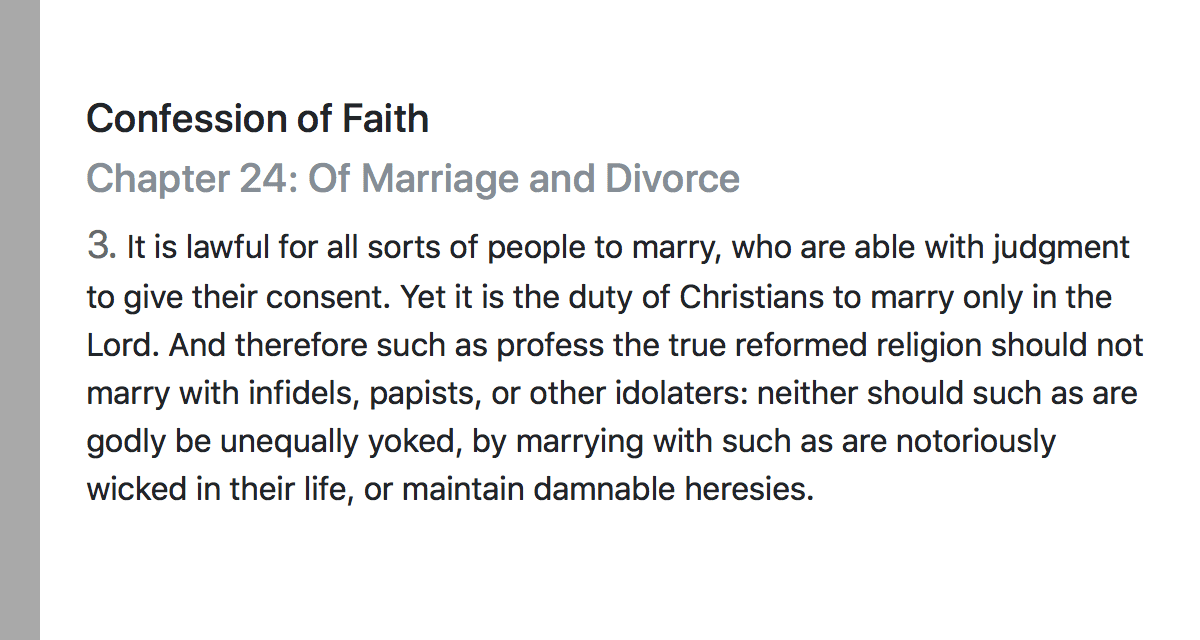 Confession of Faith
Chapter 24: Of Marriage and Divorce
3. It is lawful for all sorts of people to marry, who are able with judgment
to give their consent. Yet it is the duty of Christians to marry only in the
Lord. And therefore such as profess the true reformed religion should not
marry with infidels, papists, or other idolaters: neither should such as are
godly be unequally yoked, by marrying with such as are notoriously
wicked in their life, or maintain damnable heresies.